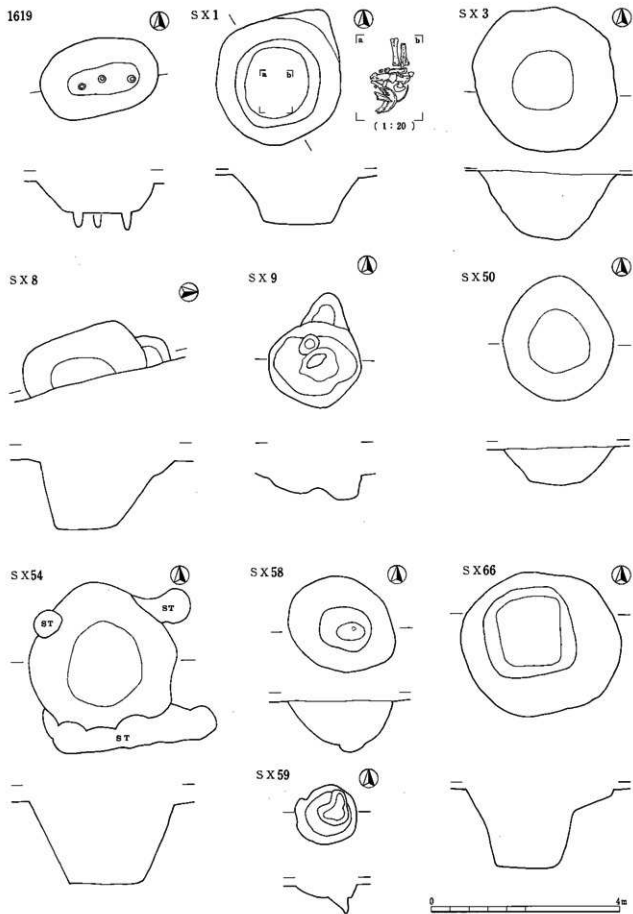 1619
SX1
a b
a b
(1:20)
SX3
SX8
SX9
SX50
SX54
ST
ST
ST
SX58
SX59
SX66
0 4m